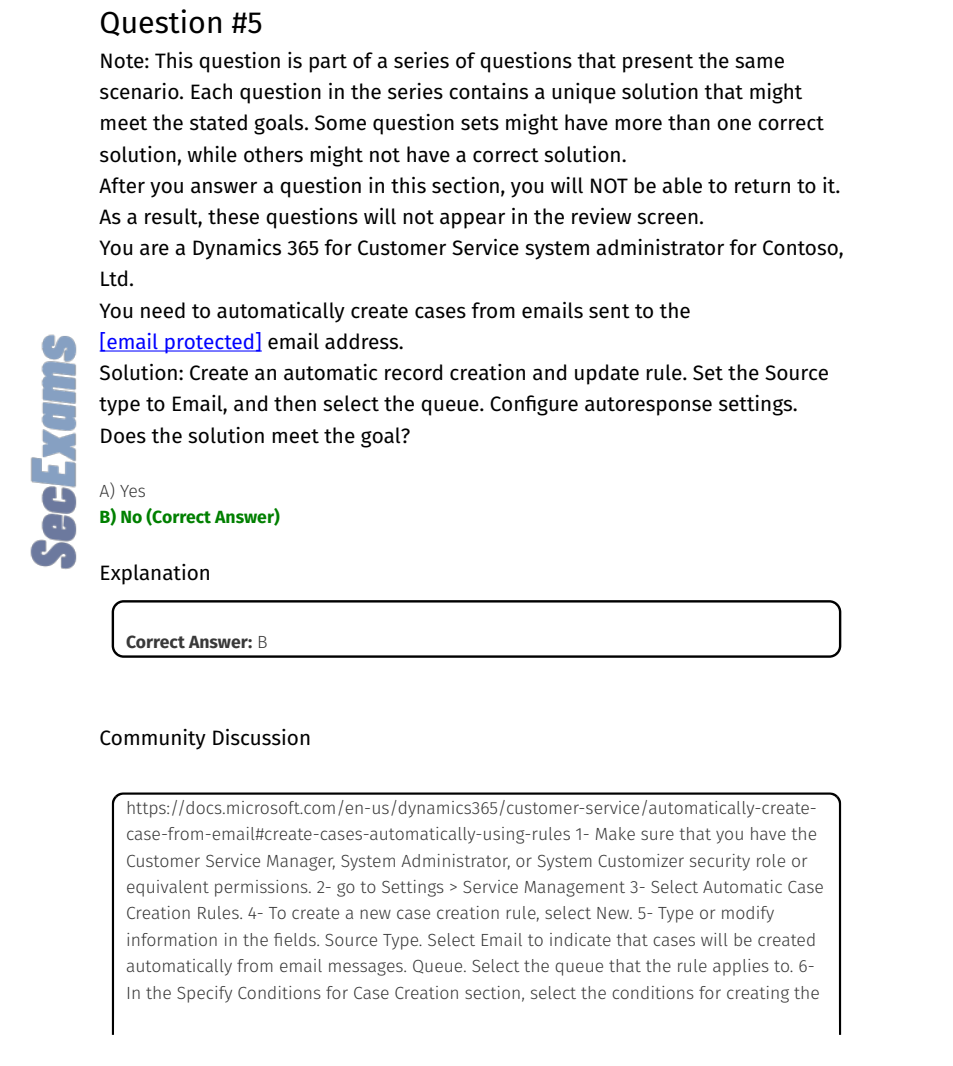 Question #5
Note: This question is part of a series of questions that present the same
scenario. Each question in the series contains a unique solution that might
meet the stated goals. Some question sets might have more than one correct
solution, while others might not have a correct solution.
After you answer a question in this section, you will NOT be able to return to it.
As a result, these questions will not appear in the review screen.
You are a Dynamics 365 for Customer Service system administrator for Contoso,
Ltd.
You need to automatically create cases from emails sent to the
[email protected] email address.
Solution: Create an automatic record creation and update rule. Set the Source
type to Email, and then select the queue. Configure autoresponse settings.
Does the solution meet the goal?
SecExams
A) Yes
B) No (Correct Answer)
Explanation
Correct Answer: B
Community Discussion
https://docs.microsoft.com/en-us/dynamics365/customer-service/automatically-create-
case-from-email#create-cases-automatically-using-rules 1- Make sure that you have the
Customer Service Manager, System Administrator, or System Customizer security role or
equivalent permissions. 2- go to Settings > Service Management 3- Select Automatic Case
Creation Rules. 4- To create a new case creation rule, select New. 5- Type or modify
information in the fields. Source Type. Select Email to indicate that cases will be created
automatically from email messages. Queue. Select the queue that the rule applies to. 6-
In the Specify Conditions for Case Creation section, select the conditions for creating the